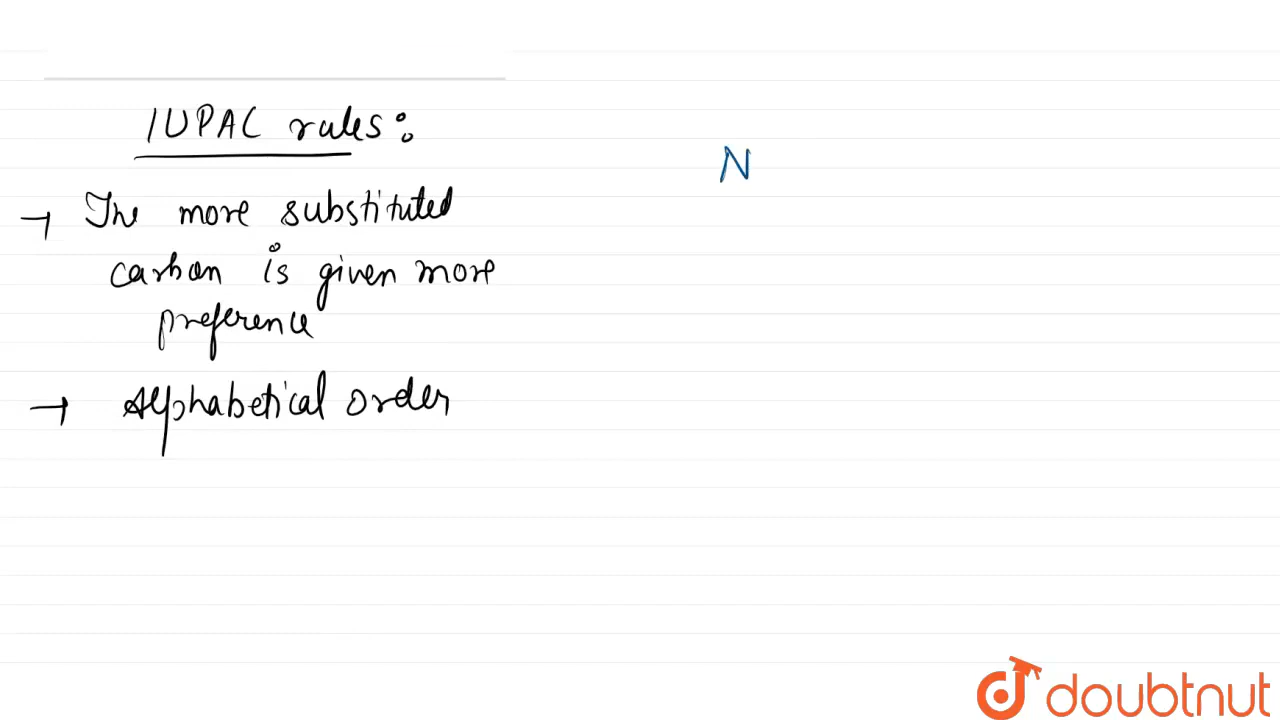 IUPAC rules:
→ The more substituted
carbon is given more
preference
→ Alphabetical order
N
doubtnut